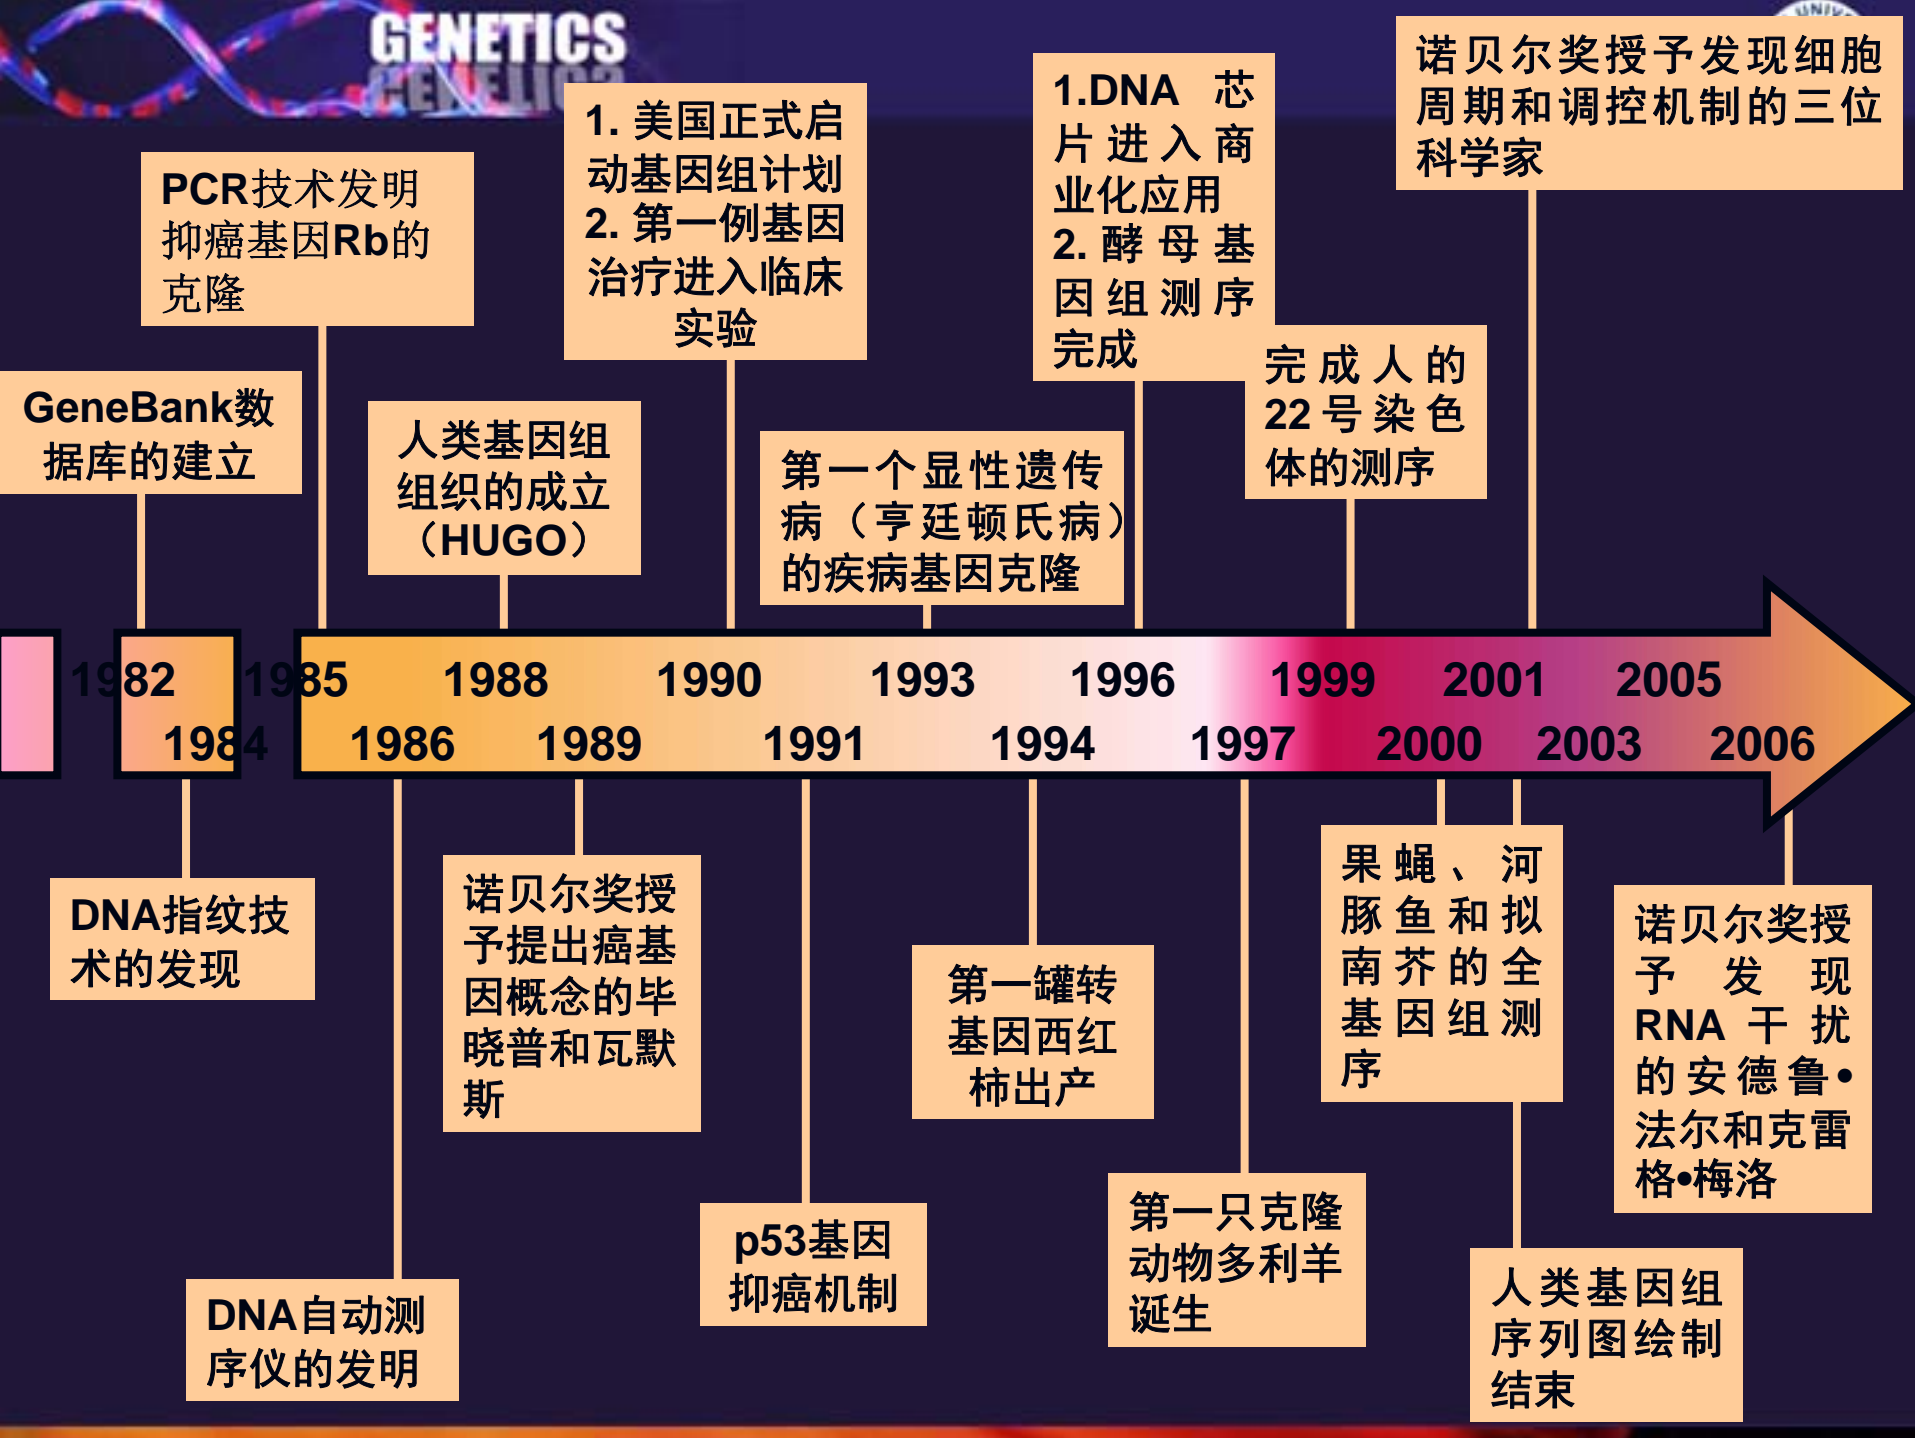 GENETICS
UNIV
诺贝尔奖授予发现细胞
周期和调控机制的三位
科学家
1.DNA 芯
片进入商
业化应用
2. 酵母基
因组测序
完成
1. 美国正式启
动基因组计划
2. 第一例基因
治疗进入临床
实验
PCR技术发明
抑癌基因Rb的
克隆
GeneBank数
据库的建立
人类基因组
组织的成立
（HUGO）
第一个显性遗传
病（亨廷顿氏病）
的疾病基因克隆
完成人的
22号染色
体的测序
1982 1985 1988 1990 1993 1996 1999 2001 2005
1984 1986 1989 1991 1994 1997 2000 2003 2006
DNA指纹技
术的发现
诺贝尔奖授
予提出癌基
因概念的毕
晓普和瓦默
斯
第一罐转
基因西红
柿出产
果蝇、河
豚鱼和拟
南芥的全
基因组测
序
诺贝尔奖授
予发现
RNA干扰
的安德鲁•
法尔和克雷
格•梅洛
DNA自动测
序仪的发明
p53基因
抑癌机制
第一只克隆
动物多利羊
诞生
人类基因组
序列图绘制
结束